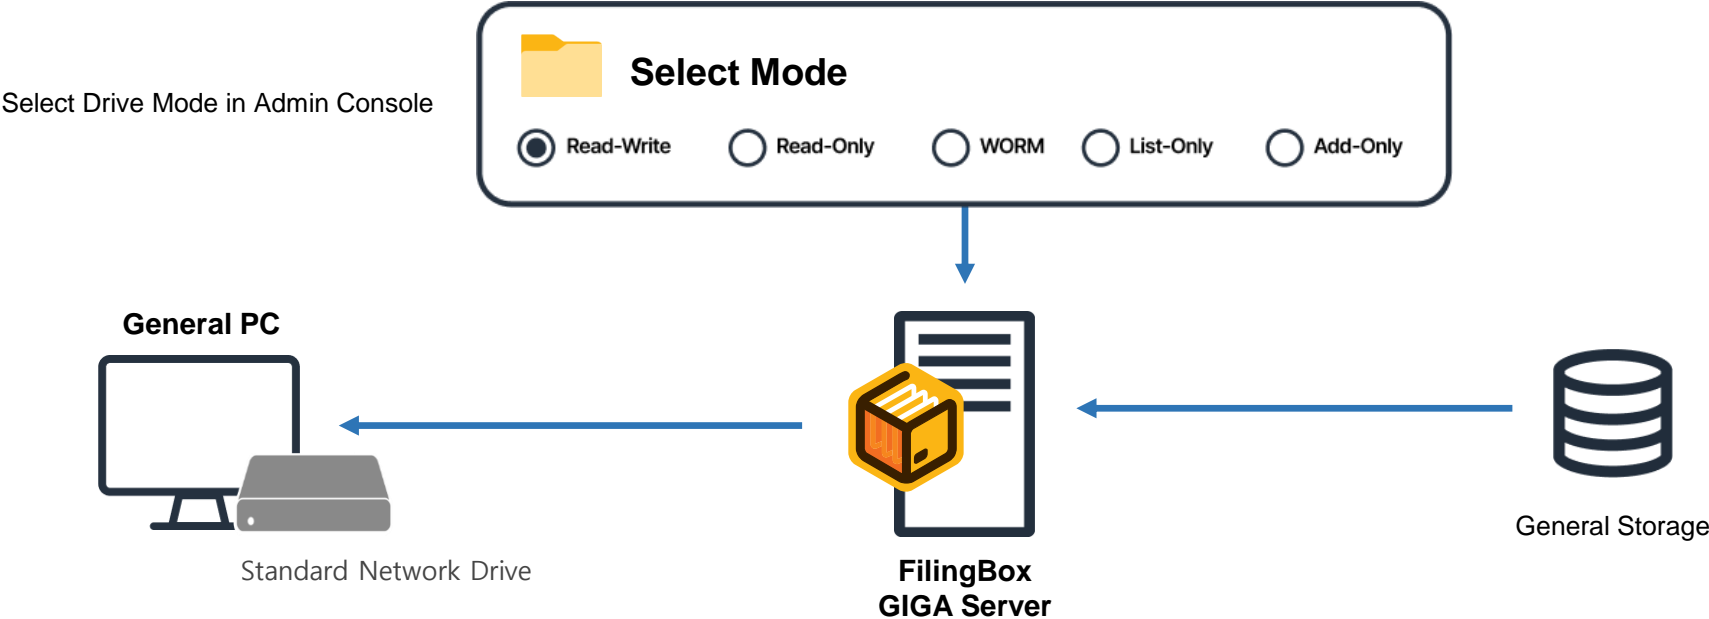 Select Mode
Select Drive Mode in Admin Console
Read-Write Read-Only WORM List-Only Add-Only
General PC
General Storage
Standard Network Drive
FilingBox
GIGA Server